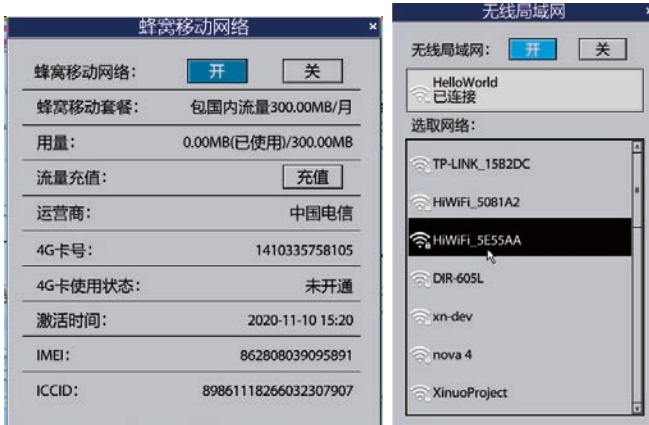 蜂窝移动网络 ×
蜂窝移动网络： 开 关
蜂窝移动套餐： 包国内流量300.00MB/月
用量： 0.00MB(已使用)/300.00MB
流量充值： 充值
运营商： 中国电信
4G卡号： 1410335758105
4G卡使用状态： 未开通
激活时间： 2020-11-10 15:20
IMEI： 862808039095891
ICCID： 89861118266032307907
无线局域网
无线局域网： 开 关
HelloWorld
已连接
选取网络：
TP-LINK_15B2DC
HiWiFi_5081A2
HiWiFi_5E55AA
DIR-605L
xn-dev
nova 4
XinuoProject